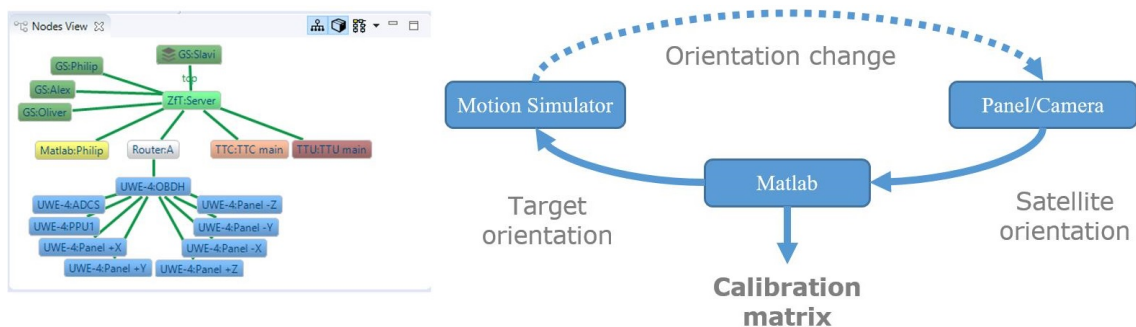 Nodes View
GS:Slavi
GS:Philip
tcp
GS:Alex
ZfT:Server
GS:Oliver
Matlab:Philip
Router:A
TTC:TTC main
TTU:TTU main
UWE-4:OBDH
UWE-4:ADCS
UWE-4:Panel -Z
UWE-4:PPU1
UWE-4:Panel -Y
UWE-4:Panel +X
UWE-4:Panel -X
UWE-4:Panel +Y
UWE-4:Panel +Z
Orientation change
Motion Simulator
Panel/Camera
Matlab
Target
orientation
Satellite
orientation
Calibration
matrix